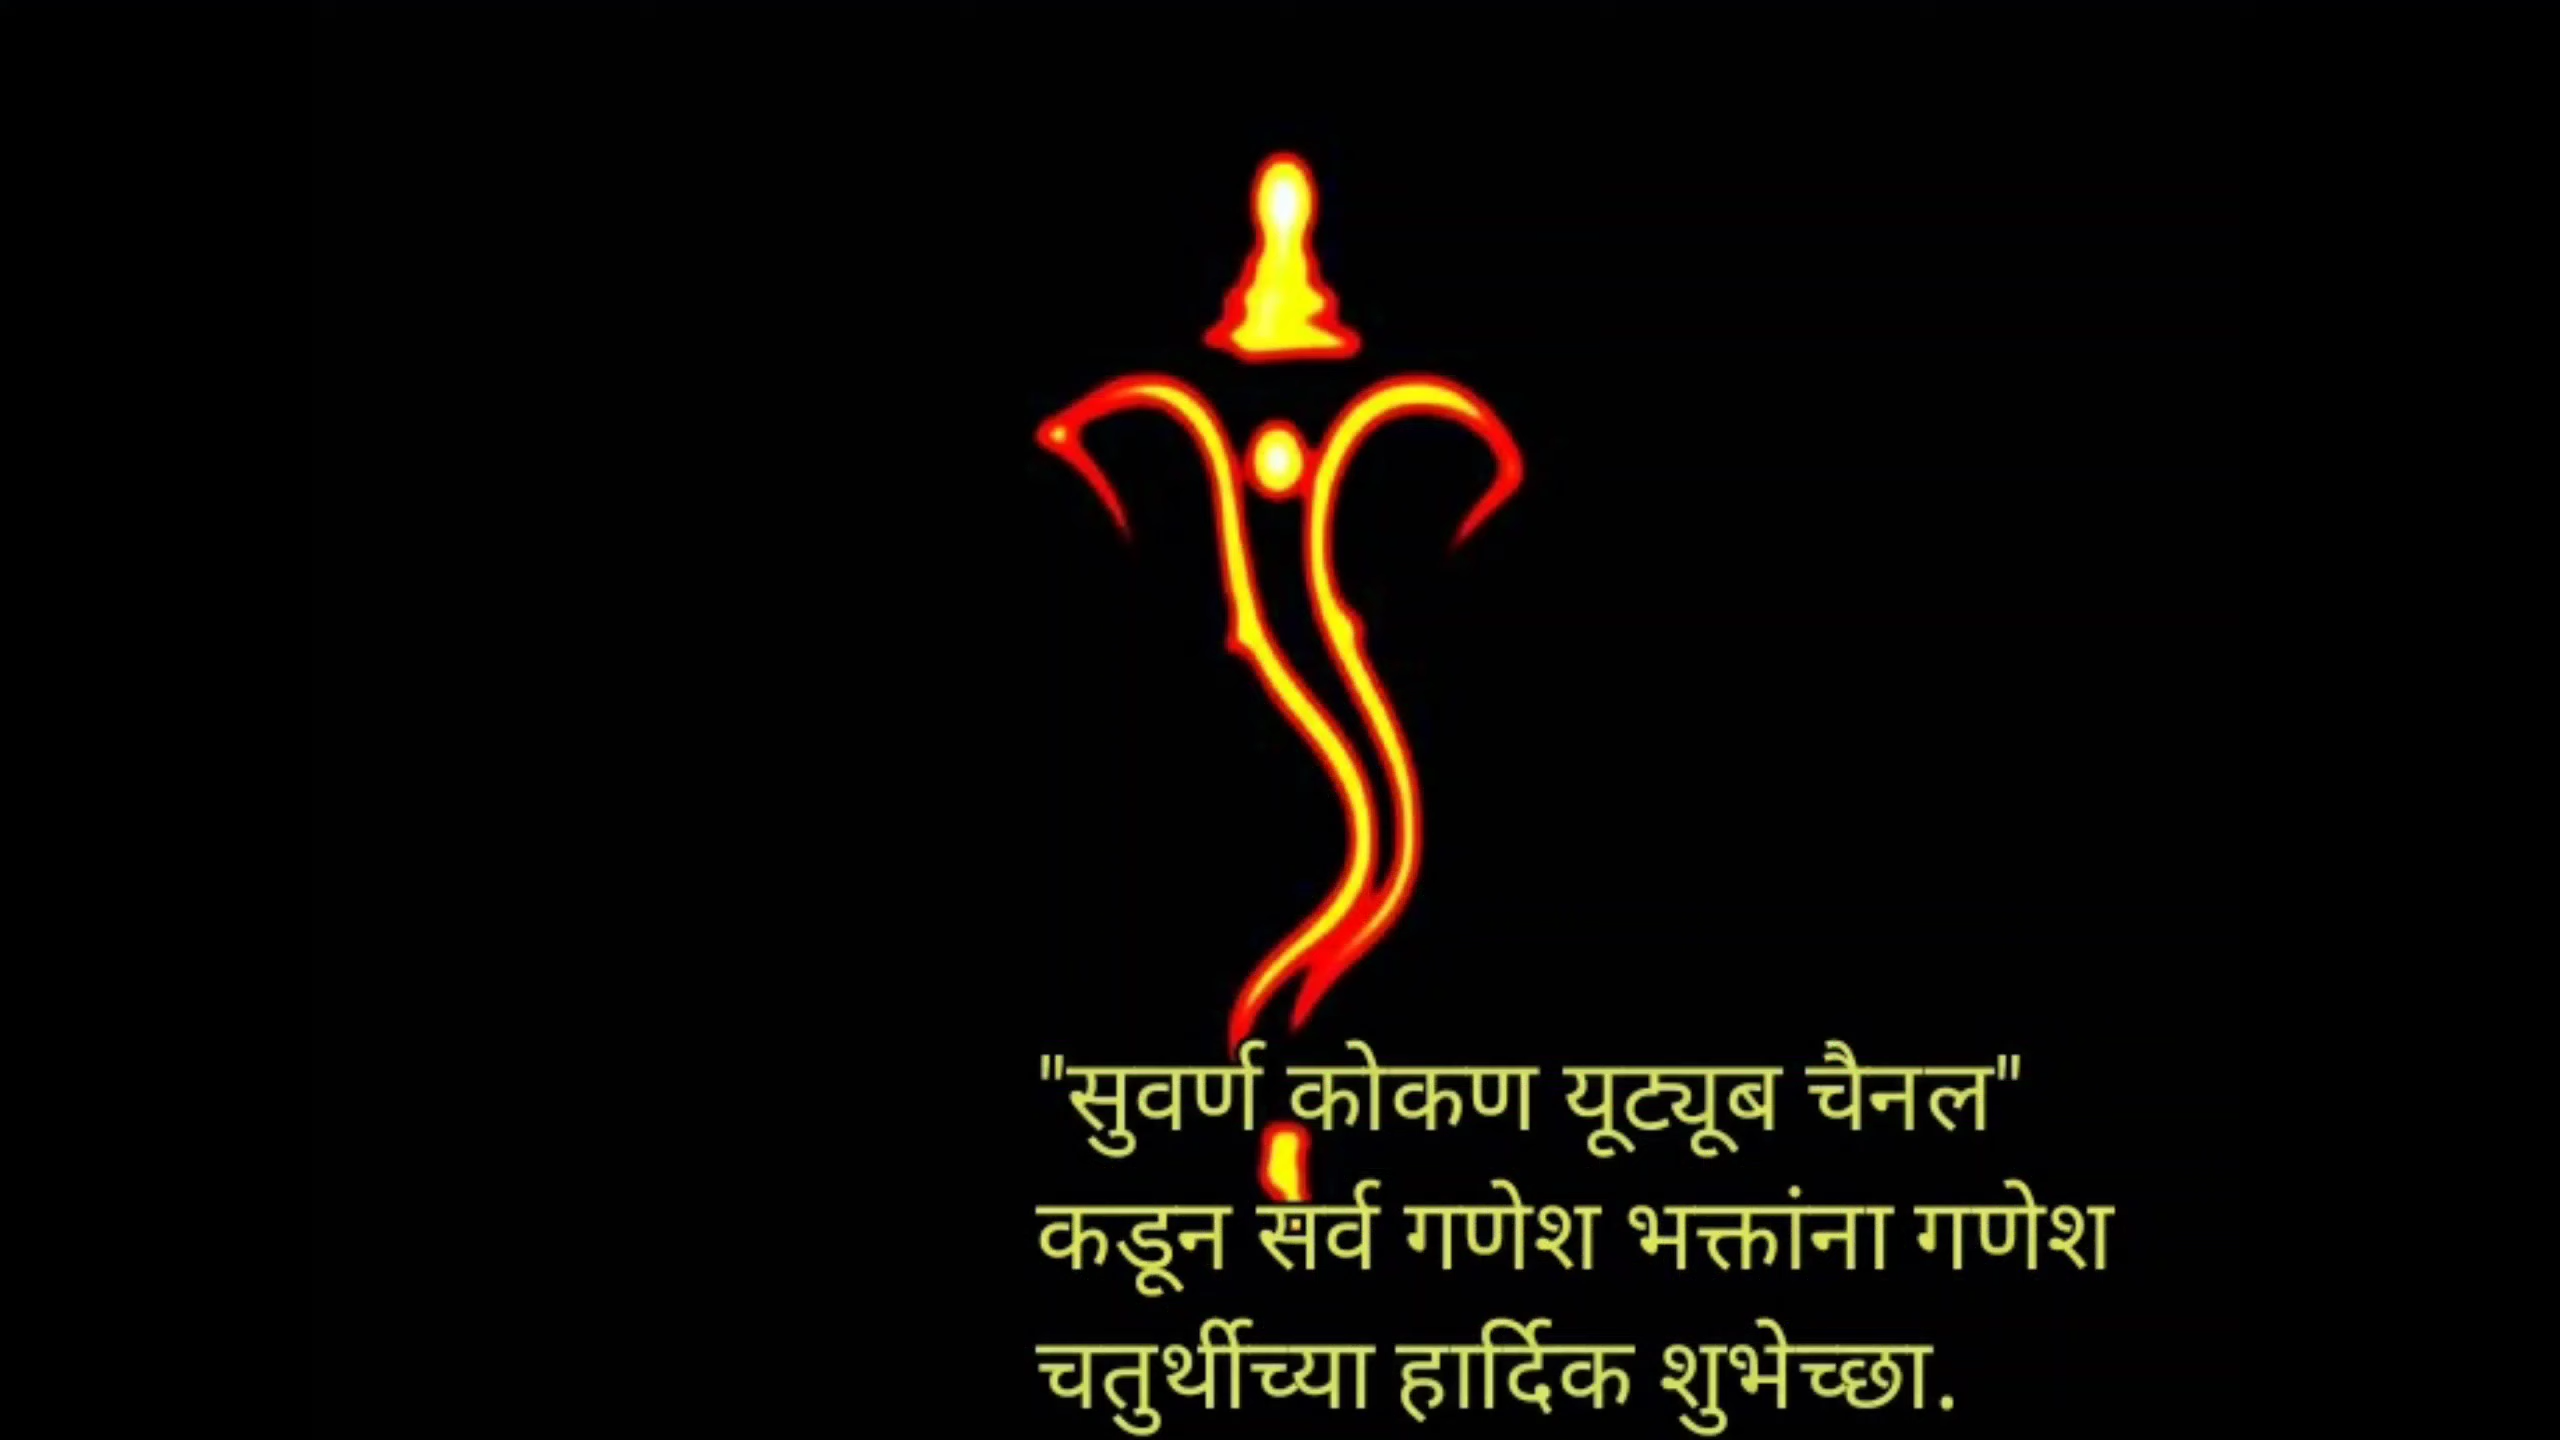 "सुवर्ण कोकण यूट्यूब चैनल"
कडून सर्व गणेश भक्तांना गणेश
चतुर्थीच्या हार्दिक शुभेच्छा.